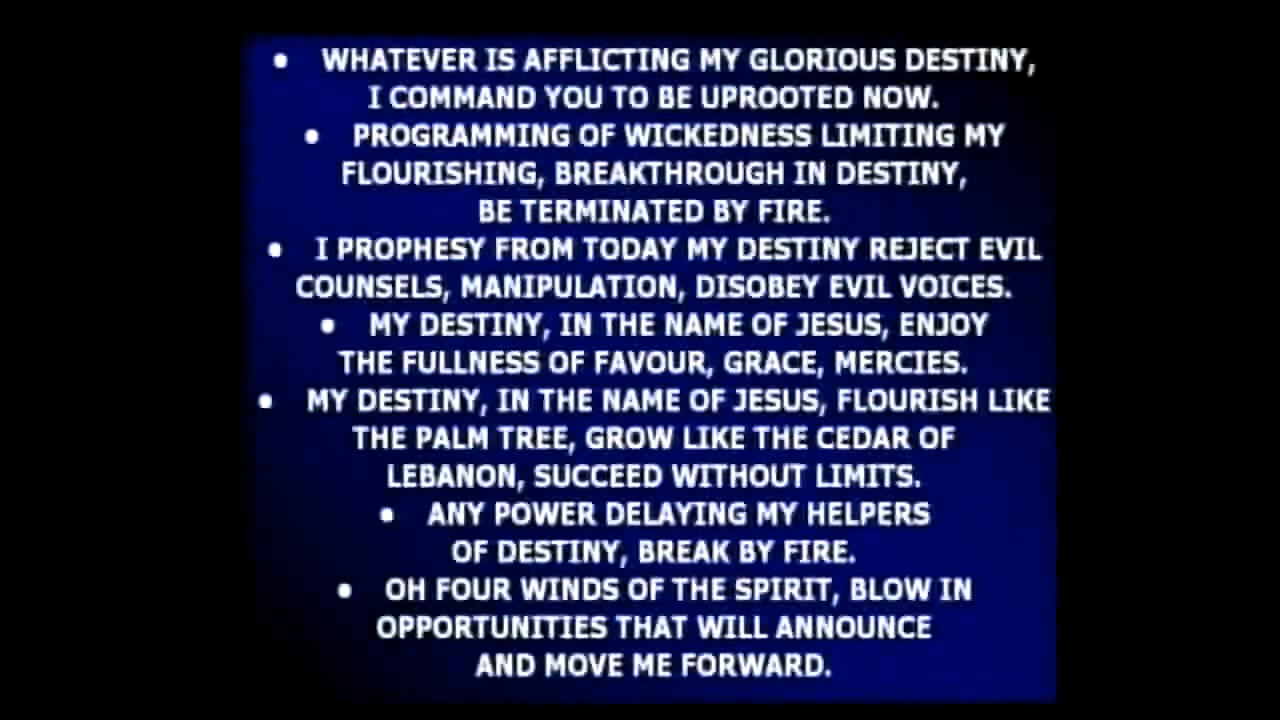 • WHATEVER IS AFFLICTING MY GLORIOUS DESTINY,
I COMMAND YOU TO BE UPROOTED NOW.
• PROGRAMMING OF WICKEDNESS LIMITING MY
FLOURISHING, BREAKTHROUGH IN DESTINY,
BE TERMINATED BY FIRE.
• I PROPHESY FROM TODAY MY DESTINY REJECT EVIL
COUNSELS, MANIPULATION, DISOBEY EVIL VOICES.
• MY DESTINY, IN THE NAME OF JESUS, ENJOY
THE FULLNESS OF FAVOUR, GRACE, MERCIES.
• MY DESTINY, IN THE NAME OF JESUS, FLOURISH LIKE
THE PALM TREE, GROW LIKE THE CEDAR OF
LEBANON, SUCCEED WITHOUT LIMITS.
• ANY POWER DELAYING MY HELPERS
OF DESTINY, BREAK BY FIRE.
• OH FOUR WINDS OF THE SPIRIT, BLOW IN
OPPORTUNITIES THAT WILL ANNOUNCE
AND MOVE ME FORWARD.